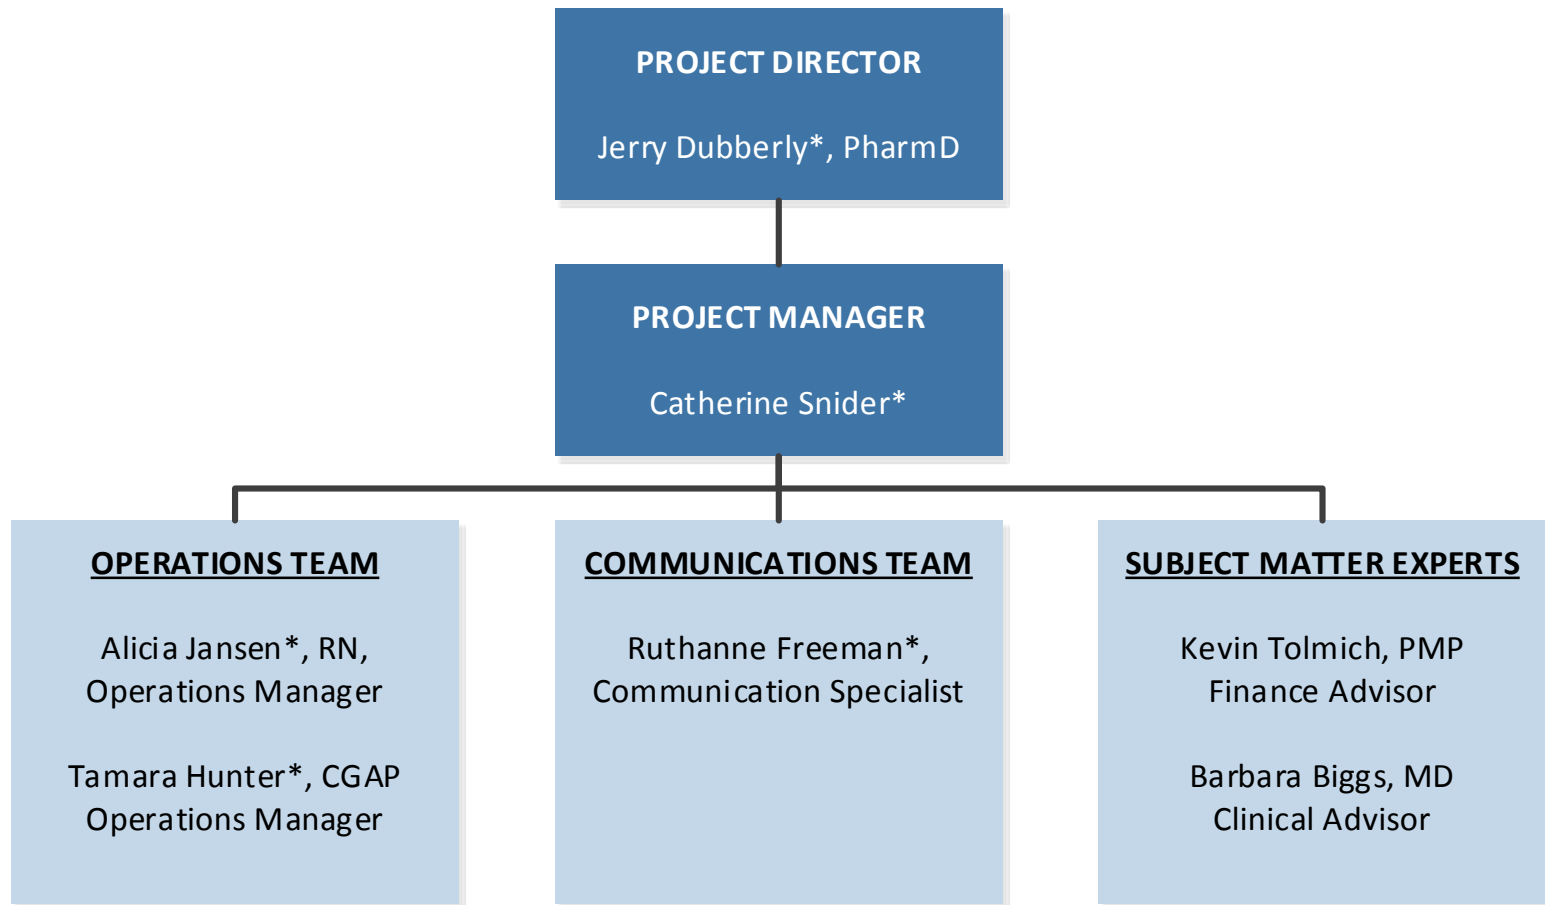 PROJECT DIRECTOR
Jerry Dubberly*, PharmD
PROJECT MANAGER
Catherine Snider*
OPERATIONS TEAM
Alicia Jansen*, RN,
Operations Manager
Tamara Hunter*, CGAP
Operations Manager
COMMUNICATIONS TEAM
Ruthanne Freeman*,
Communication Specialist
SUBJECT MATTER EXPERTS
Kevin Tolmich, PMP
Finance Advisor
Barbara Biggs, MD
Clinical Advisor